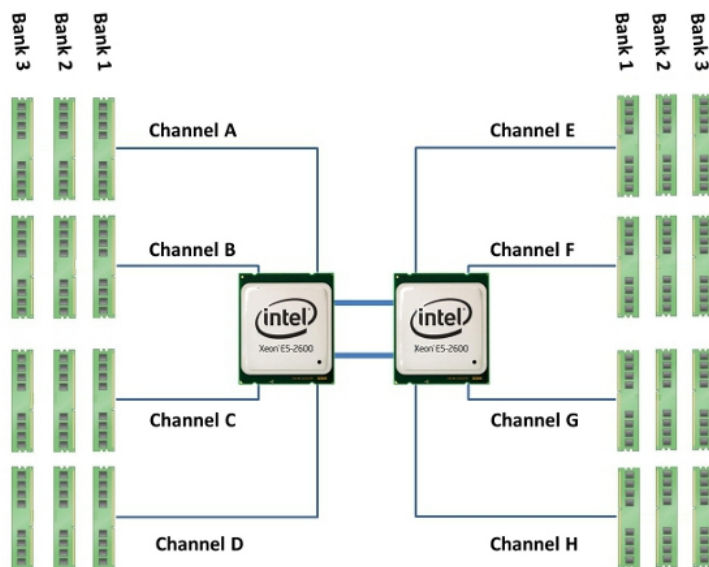 Bank 3
Bank 2
Bank 1
Bank 1
Bank 2
Bank 3
Channel A
Channel E
Channel B
Channel F
intel
Xeon E5-2600
intel
Xeon E5-2600
Channel C
Channel G
Channel D
Channel H